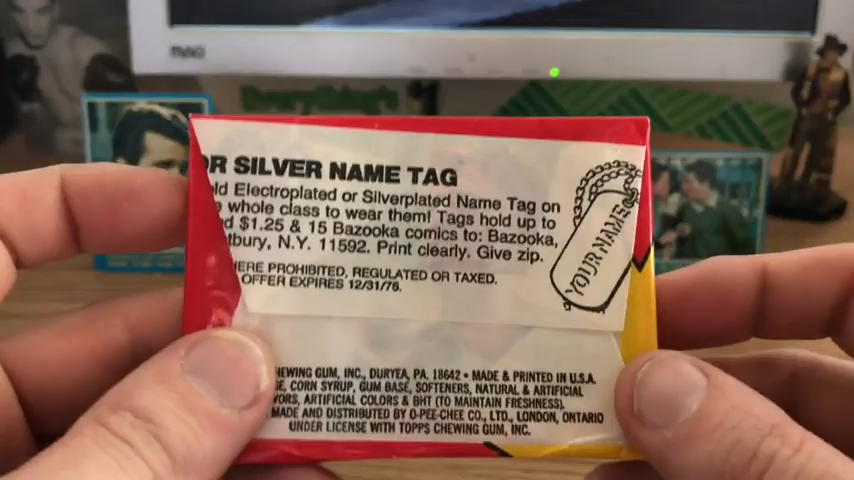 OR SILVER NAME TAG
ld Electroplated or Silverplated Name Tag on
e whole class to wear them! Tags hold up to
d $1.25 & 15 Bazooka comics to: Bazooka,
tbury, N.Y. 11592. Print clearly. Give zip.
HERE PROHIBITED, REGULATED OR TAXED.
OFFER EXPIRES 12/31/76.
YOUR NAME
HEWING GUM, INC., DURYEA, PA. 18642 • MADE & PRINTED IN U.S.A.
E, CORN SYRUP, GUM BASE, SOFTENERS, NATURAL & ARTIFICIAL
ORS, ARTIFICIAL COLORS & BHT (TO MAINTAIN FRESHNESS).
MADE AND DISTRIBUTED BY O-PEE-CHEE CO., LTD., LONDON, ONTARIO
UNDER LICENSE WITH TOPPS CHEWING GUM, INC.